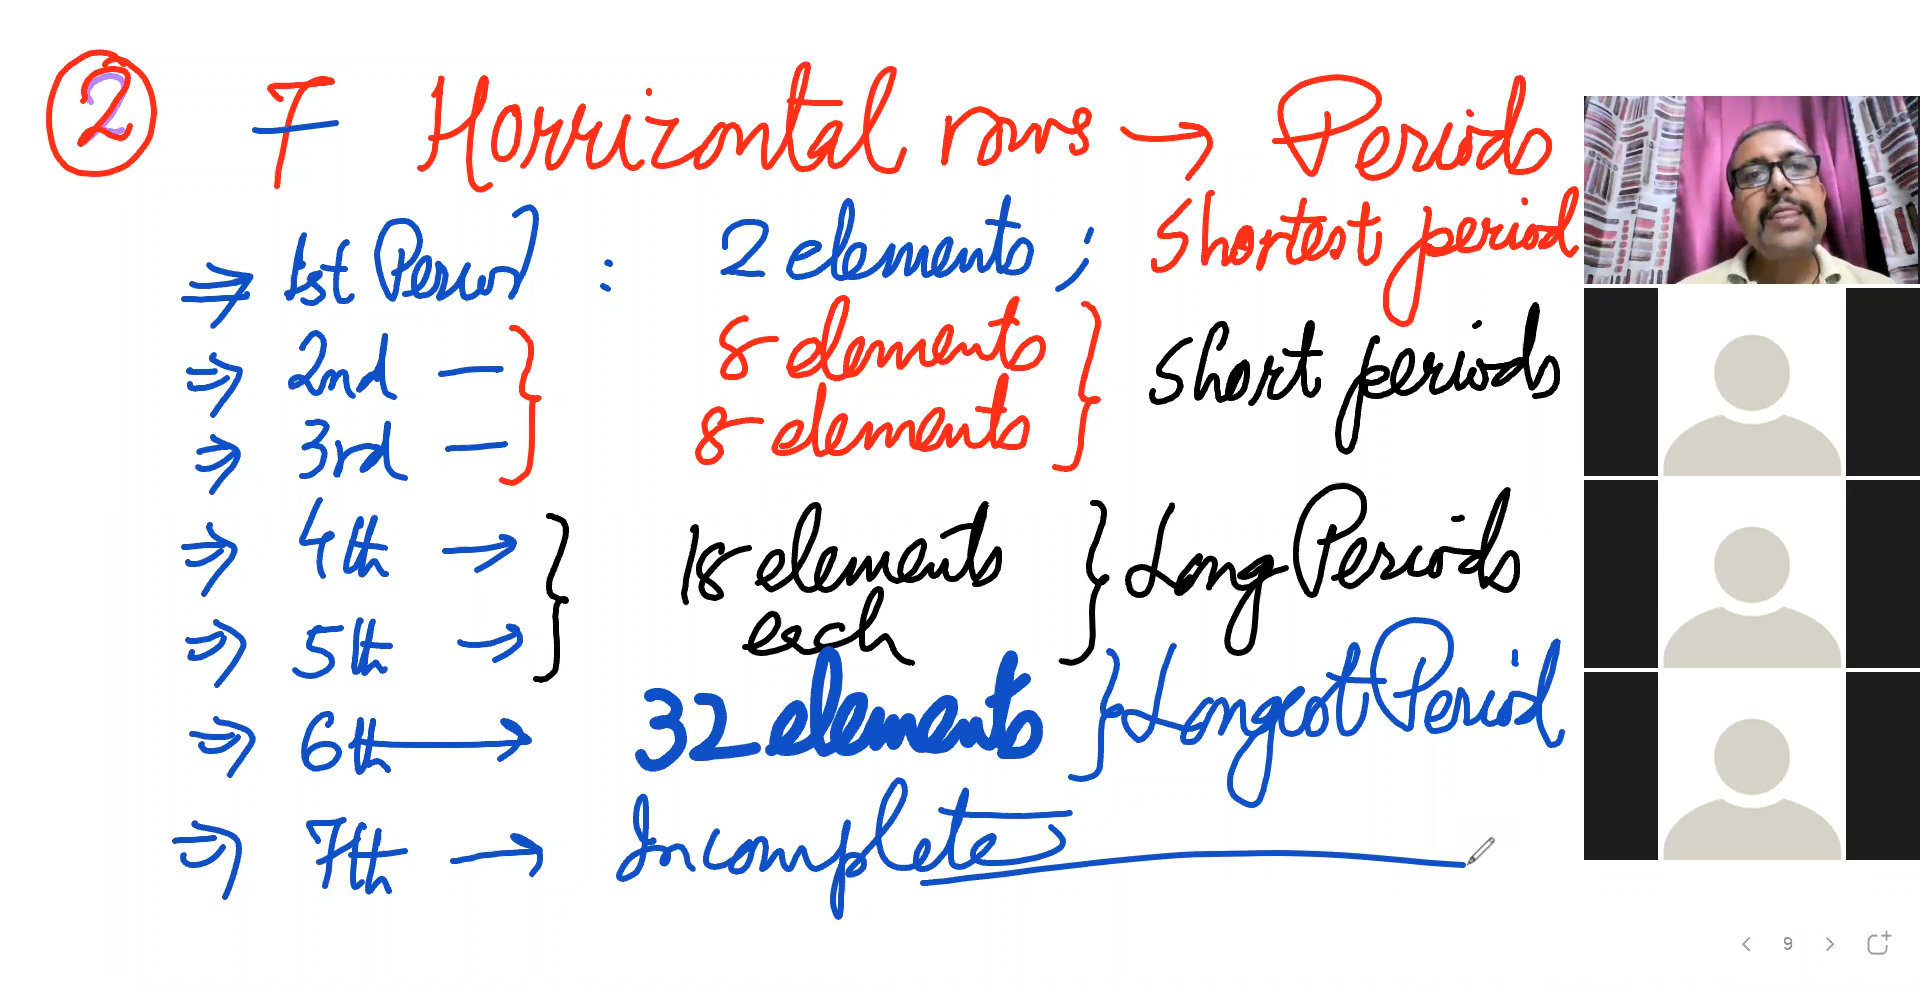 2 7 Horrizontal rows → Periods
⇒ 1st Period : 2 elements ; Shortest period
⇒ 2nd — } 8 elements } Short periods
⇒ 3rd — 8 elements
⇒ 4th → } 18 elements } Long Periods
⇒ 5th → each
⇒ 6th → 32 elements } Longest Period
⇒ 7th → Incomplete
< 9 >